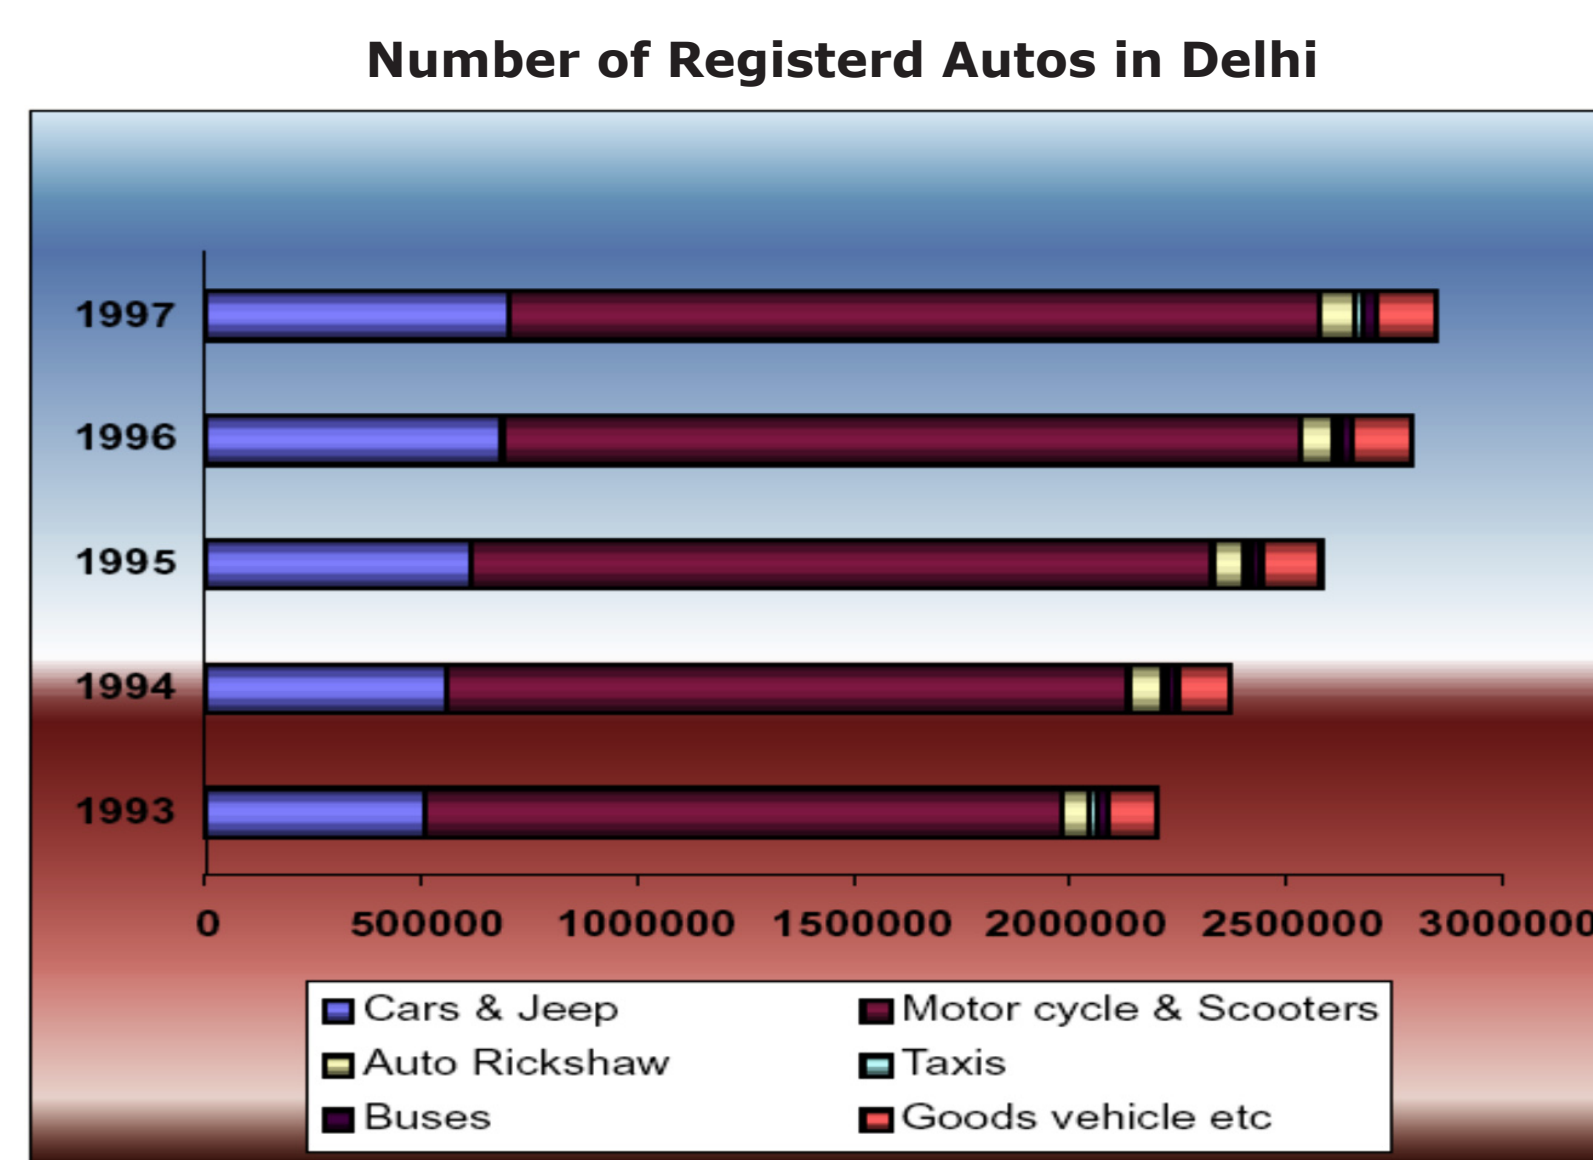 Number of Registerd Autos in Delhi
1997
1996
1995
1994
1993
0 500000 1000000 1500000 2000000 2500000 3000000
Cars & Jeep Motor cycle & Scooters
Auto Rickshaw Taxis
Buses Goods vehicle etc